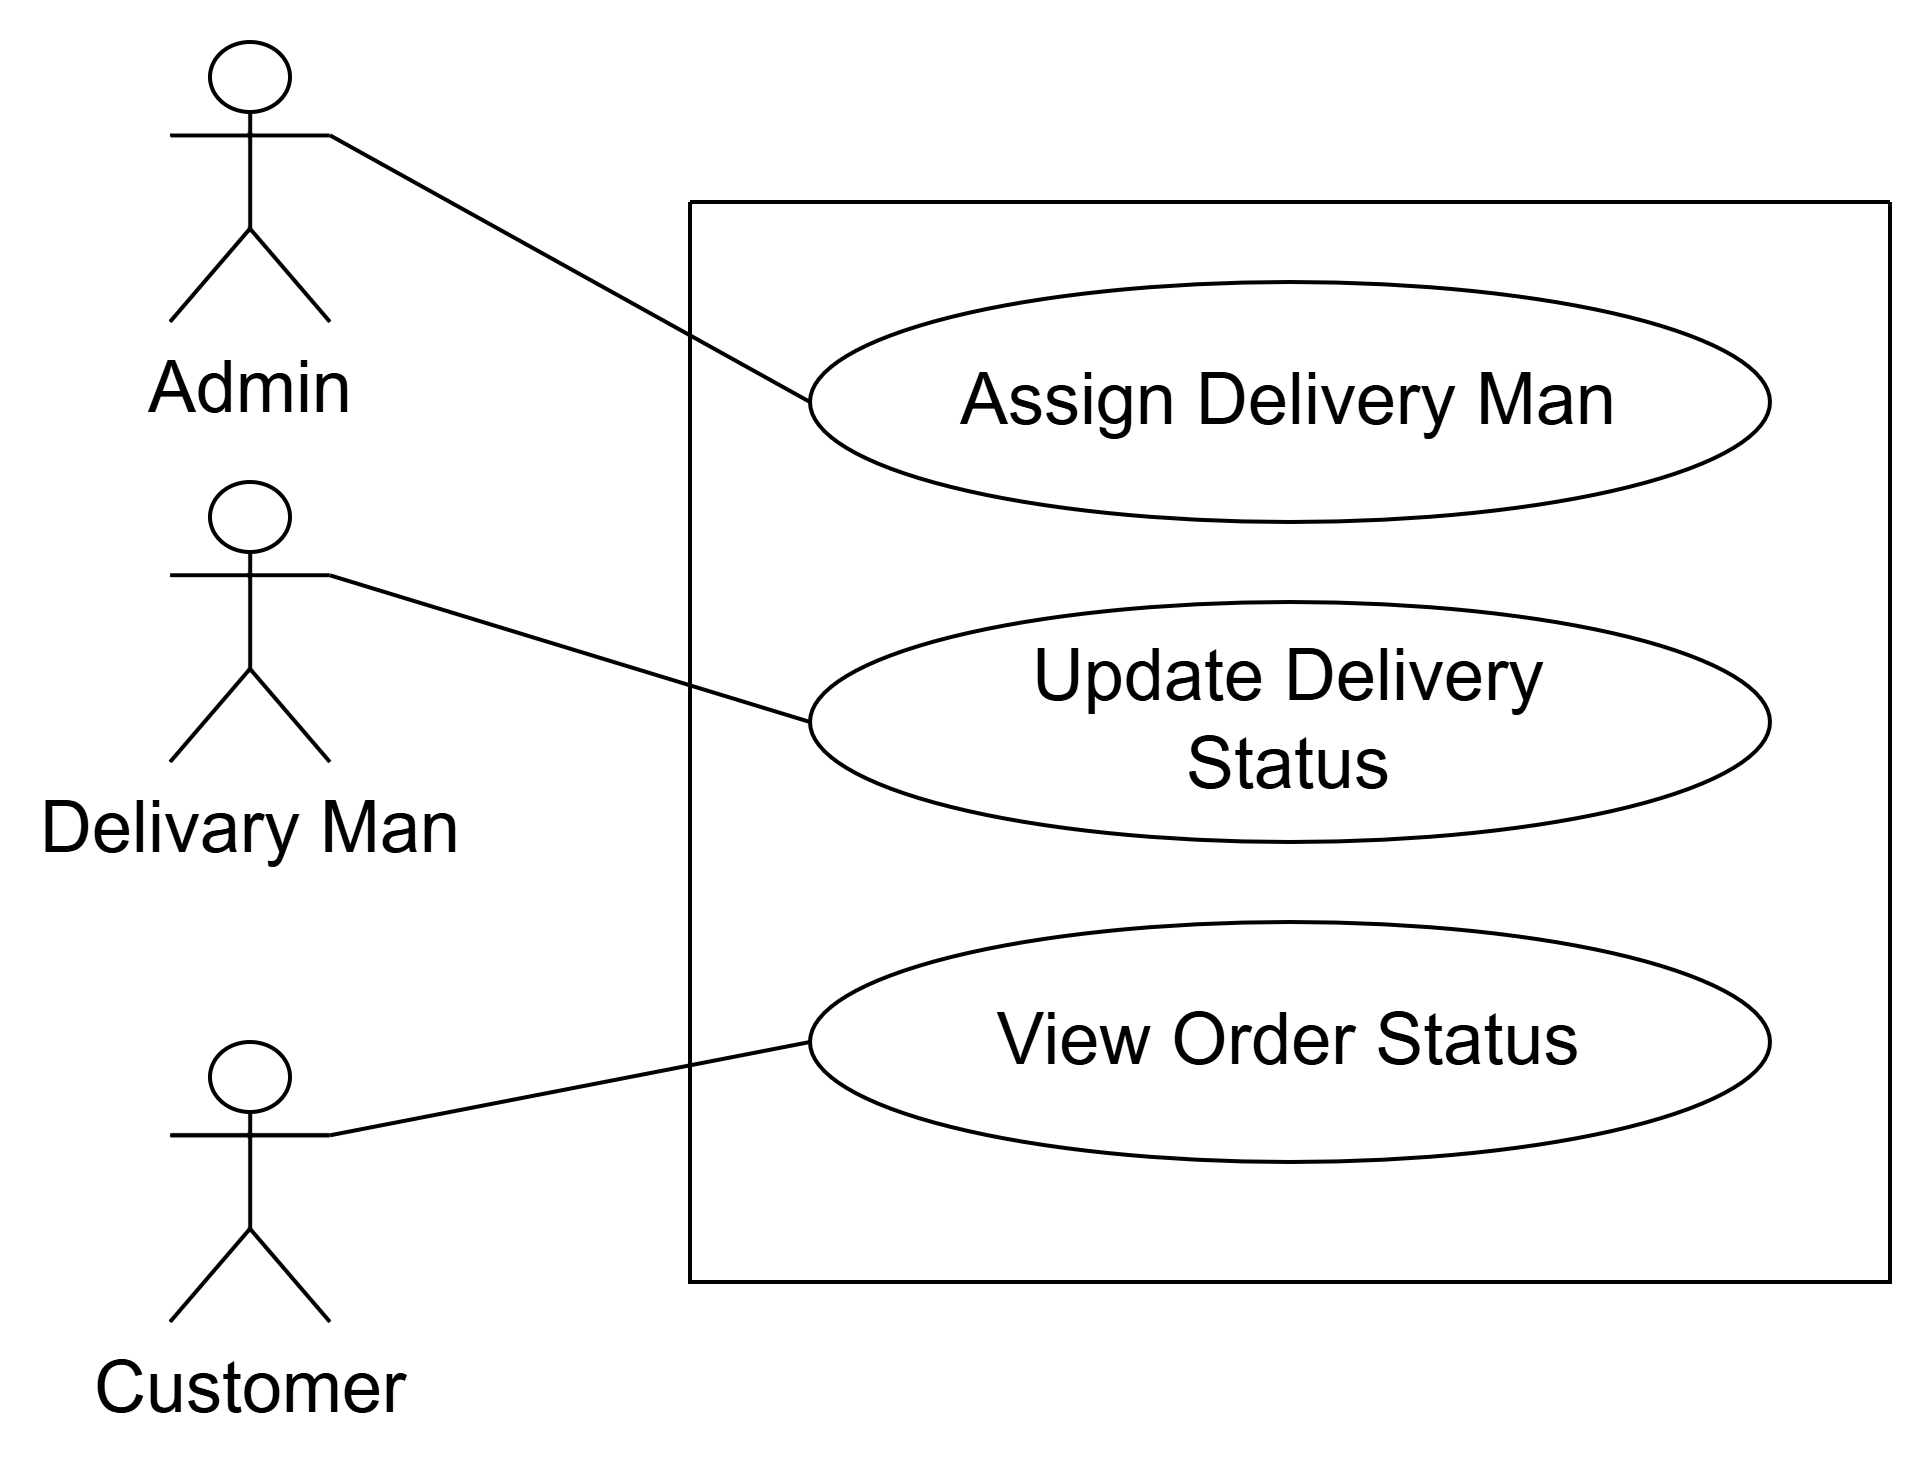 Admin
Assign Delivery Man
Delivary Man
Update Delivery
Status
Customer
View Order Status